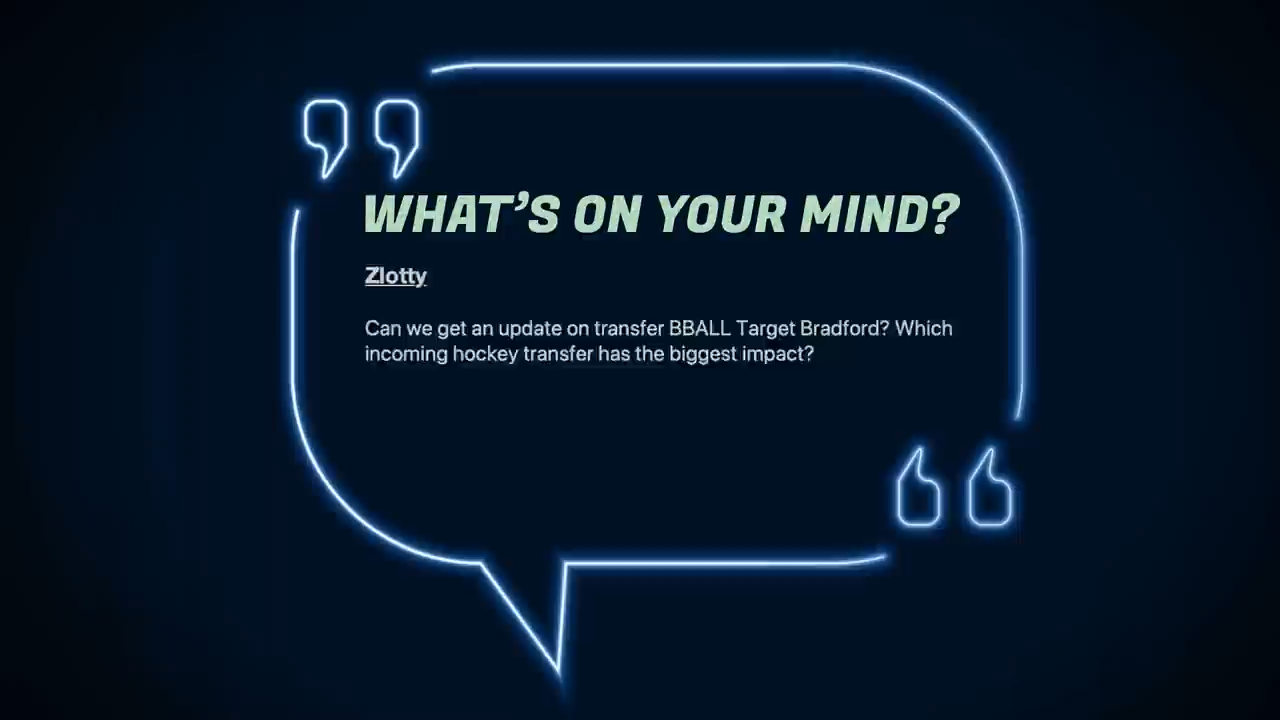 WHAT'S ON YOUR MIND?
Zlotty
Can we get an update on transfer BBALL Target Bradford? Which
incoming hockey transfer has the biggest impact?